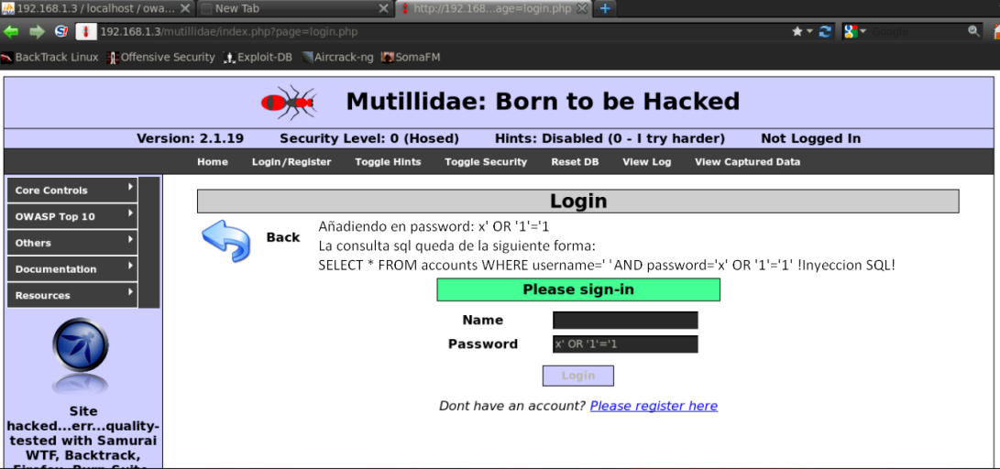 192.168.1.3 / localhost / owa...
New Tab
http://192.168...age=login.php
192.168.1.3/mutillidae/index.php?page=login.php
Google
BackTrack Linux Offensive Security Exploit-DB Aircrack-ng SomaFM
Mutillidae: Born to be Hacked
Version: 2.1.19 Security Level: 0 (Hosed) Hints: Disabled (0 - I try harder) Not Logged In
Home Login/Register Toggle Hints Toggle Security Reset DB View Log View Captured Data
Core Controls
OWASP Top 10
Others
Documentation
Resources
Site
hacked...err...quality-
tested with Samurai
WTF, Backtrack,
Firefox, Burp-Suite,
Login
Back
Añadiendo en password: x' OR '1'='1
La consulta sql queda de la siguiente forma:
SELECT * FROM accounts WHERE username=' 'AND password='x' OR '1'='1' !Inyeccion SQL!
Please sign-in
Name
Password x' OR '1'='1
Login
Dont have an account? Please register here